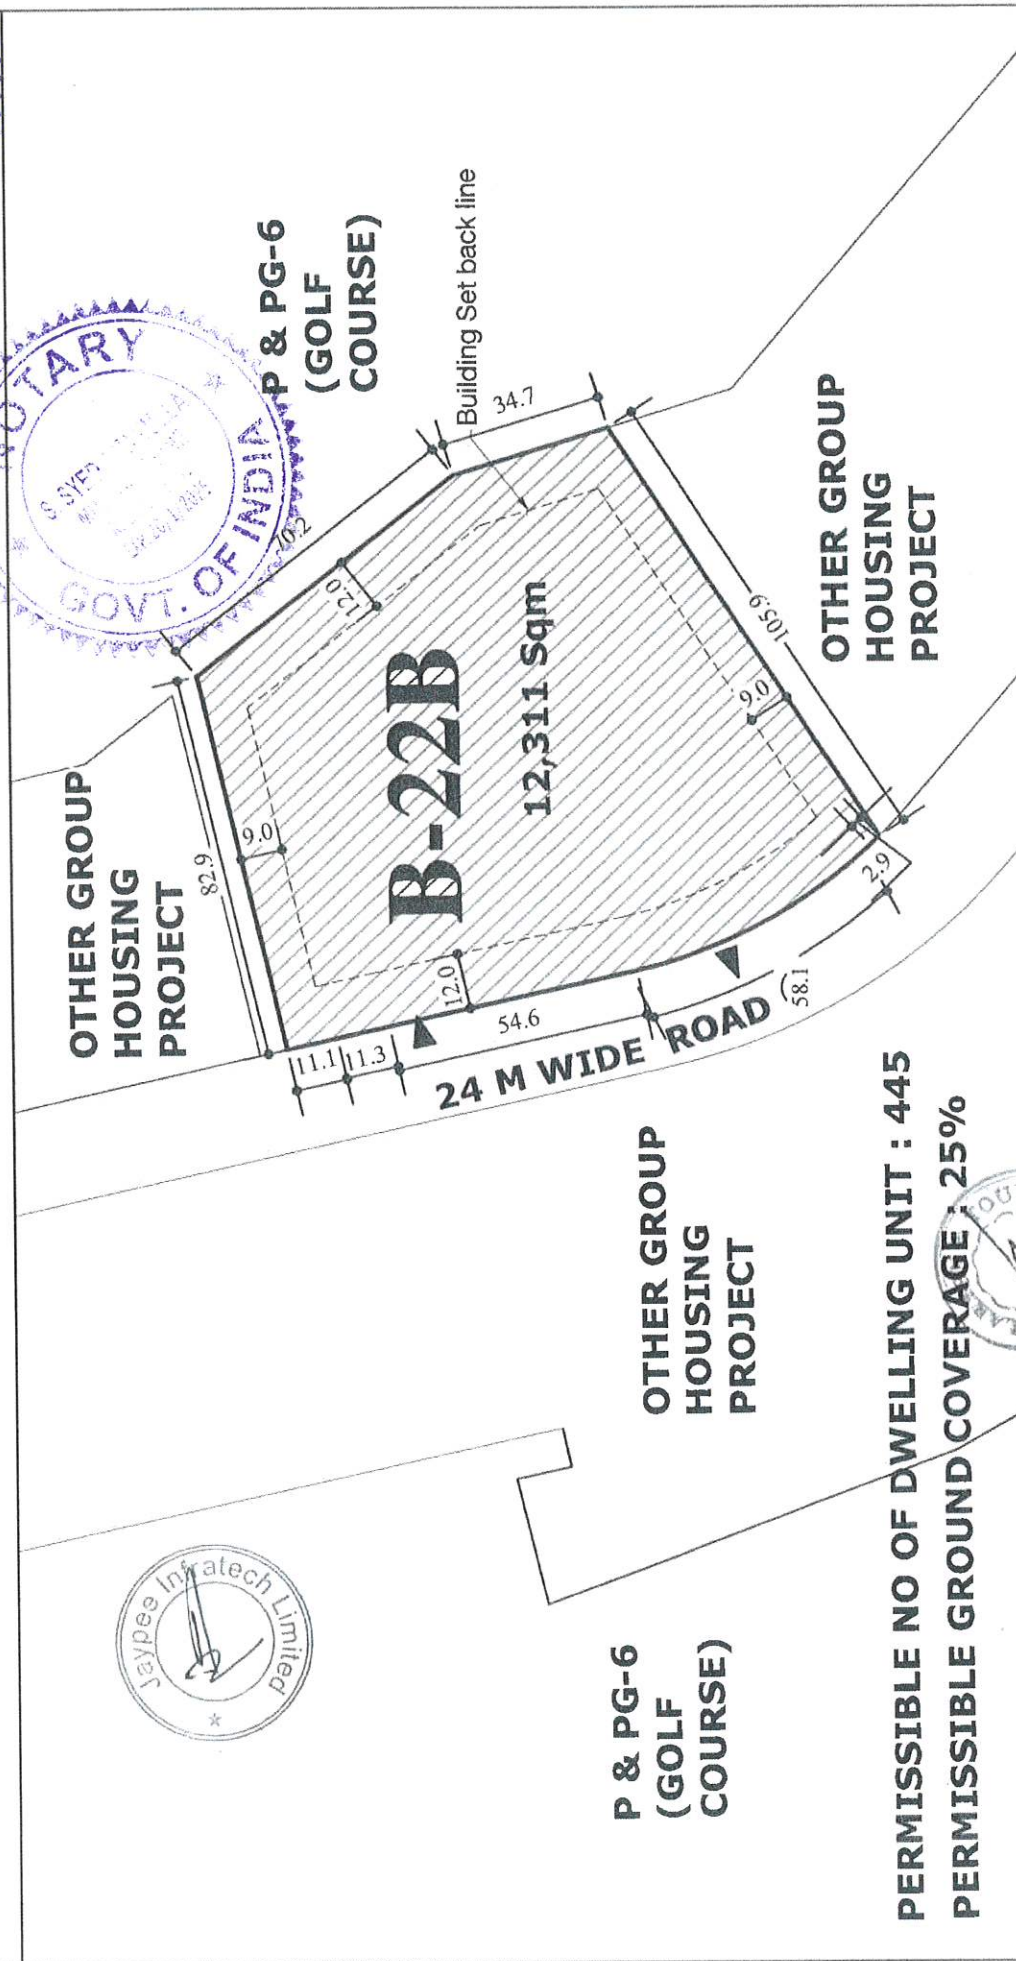 OTHER GROUP
HOUSING
PROJECT
82.9
9.0
NOTARY
GOVT. OF INDIA
P & PG-6
(GOLF
COURSE)
12.0
Building Set back line
34.7
B-22B
12,311 Sqm
11.1
11.3
12.0
54.6
24 M WIDE ROAD
58.1
2.9
9.0
105.9
OTHER GROUP
HOUSING
PROJECT
OTHER GROUP
HOUSING
PROJECT
Jaypee Infratech Limited
P & PG-6
(GOLF
COURSE)
PERMISSIBLE NO OF DWELLING UNIT : 445
PERMISSIBLE GROUND COVERAGE : 25%